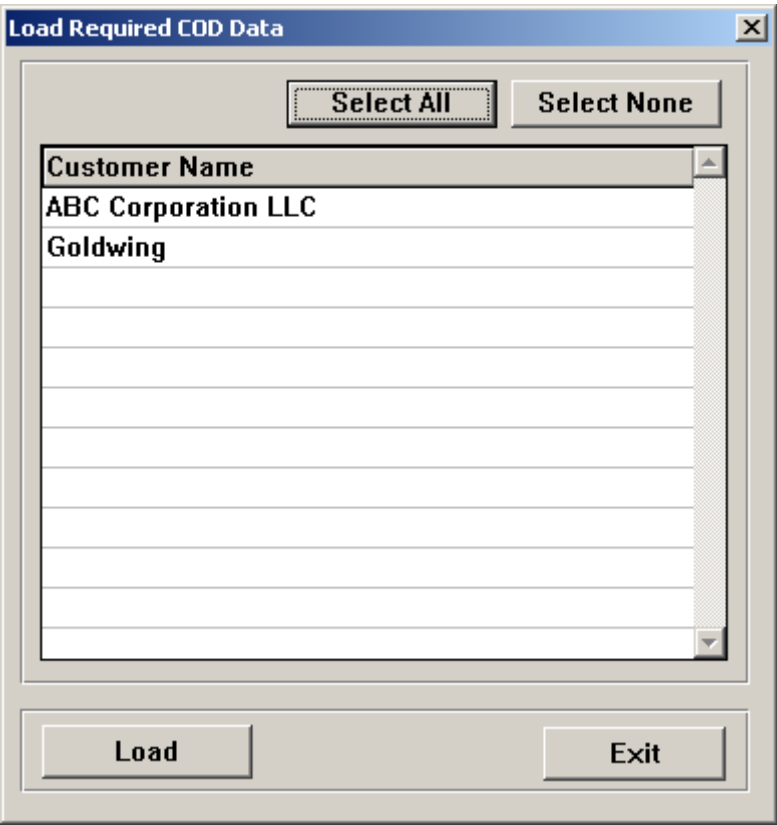 Load Required COD Data
Select All Select None
Customer Name
ABC Corporation LLC
Goldwing
Load Exit